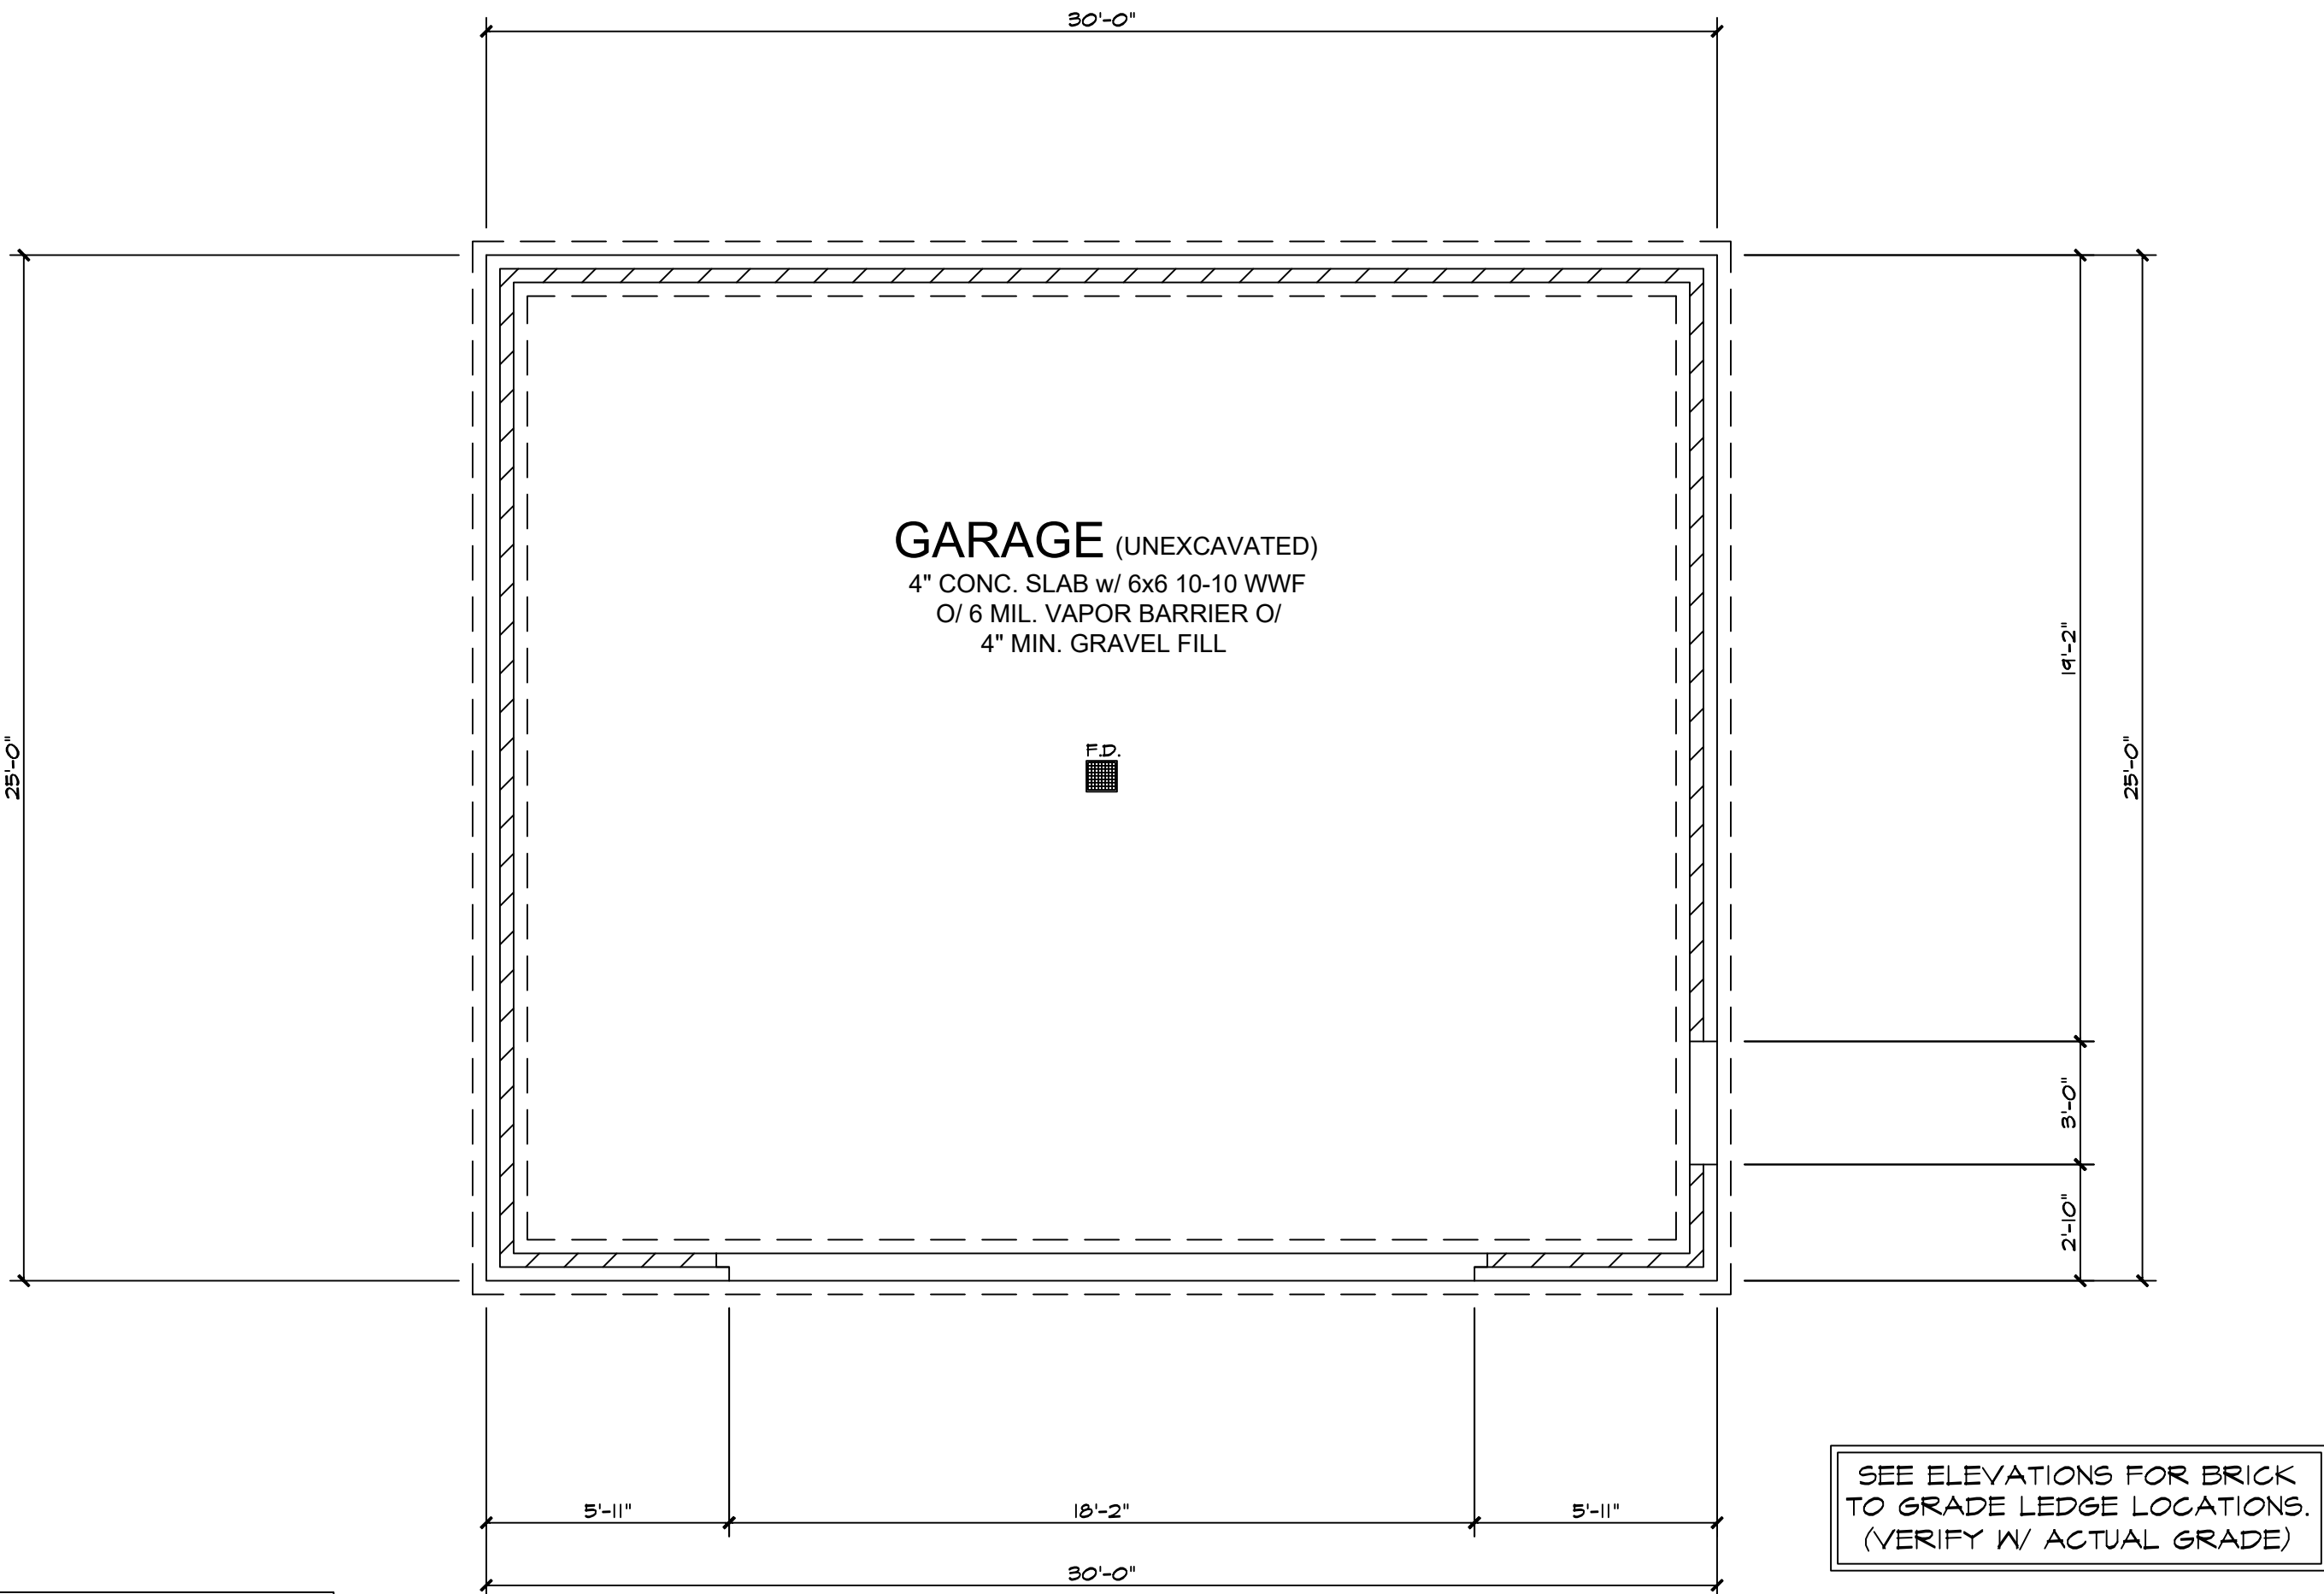 30'-0"
25'-0"
GARAGE (UNEXCAVATED)
4" CONC. SLAB w/ 6x6 10-10 WWF
O/ 6 MIL. VAPOR BARRIER O/
4" MIN. GRAVEL FILL
F.D.
19'-2"
25'-0"
3'-0"
2'-10"
5'-11"
18'-2"
5'-11"
30'-0"
SEE ELEVATIONS FOR BRICK
TO GRADE LEDGE LOCATIONS.
(VERIFY W/ ACTUAL GRADE)